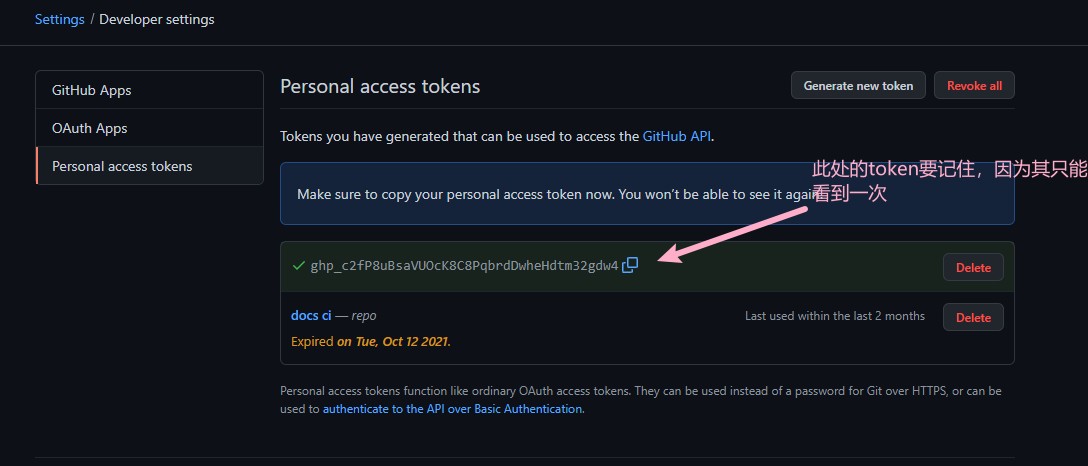 Settings / Developer settings
GitHub Apps
OAuth Apps
Personal access tokens
Personal access tokens
Generate new token
Revoke all
Tokens you have generated that can be used to access the GitHub API.
此处的token要记住，因为其只能
看到一次
Make sure to copy your personal access token now. You won't be able to see it again
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
Delete
docs ci — repo
Last used within the last 2 months
Delete
Expired on Tue, Oct 12 2021.
Personal access tokens function like ordinary OAuth access tokens. They can be used instead of a password for Git over HTTPS, or can be
used to authenticate to the API over Basic Authentication.